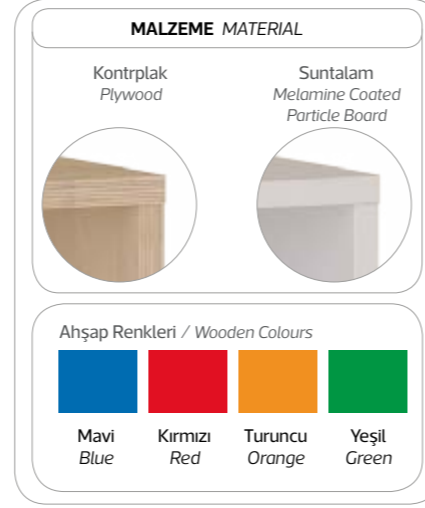 MALZEME MATERIAL
Kontrplak
Plywood
Suntalam
Melamine Coated
Particle Board
Ahşap Renkleri / Wooden Colours
Mavi
Blue
Kırmızı
Red
Turuncu
Orange
Yeşil
Green